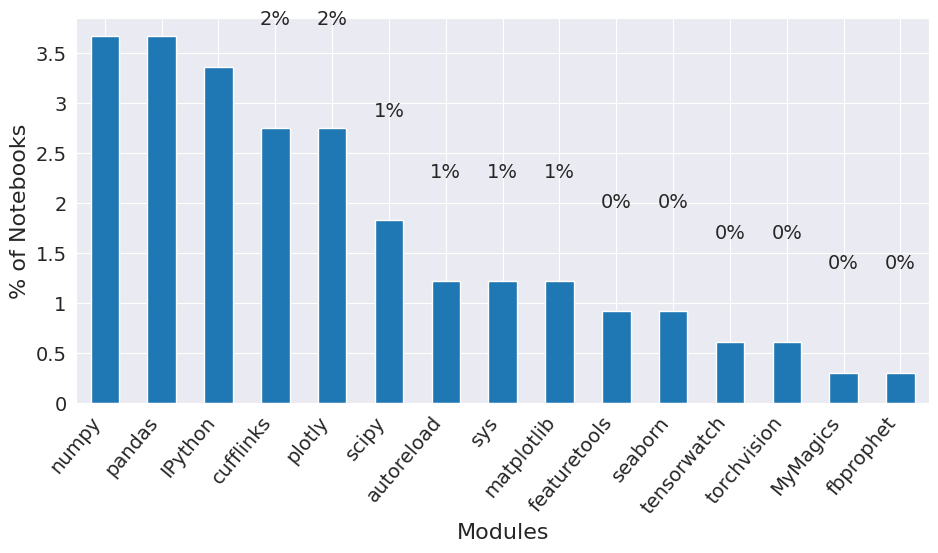 2% 2%
3.5
3
1%
2.5
1% 1% 1%
2
0% 0%
0% 0%
1.5
0% 0%
1
0.5
0
% of Notebooks
numpy
pandas
IPython
cufflinks
plotly
scipy
autoreload
sys
matplotlib
featuretools
seaborn
tensorwatch
torchvision
MyMagics
fbprophet
Modules